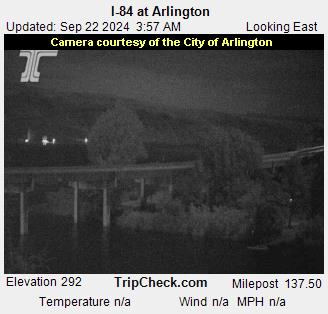 I-84 at Arlington
Updated: Sep 22 2024 3:57 AM Looking East
Camera courtesy of the City of Arlington
Elevation 292 TripCheck.com Milepost 137.50
Temperature n/a Wind n/a MPH n/a